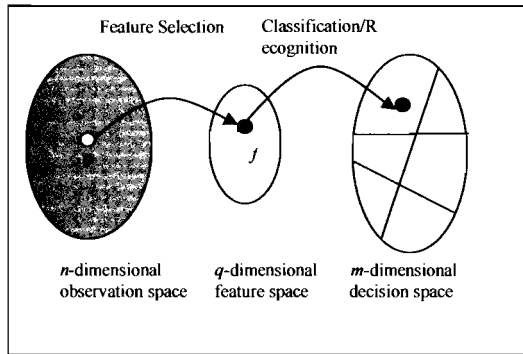 Feature Selection
Classification/R
ecognition
f
n-dimensional
observation space
q-dimensional
feature space
m-dimensional
decision space